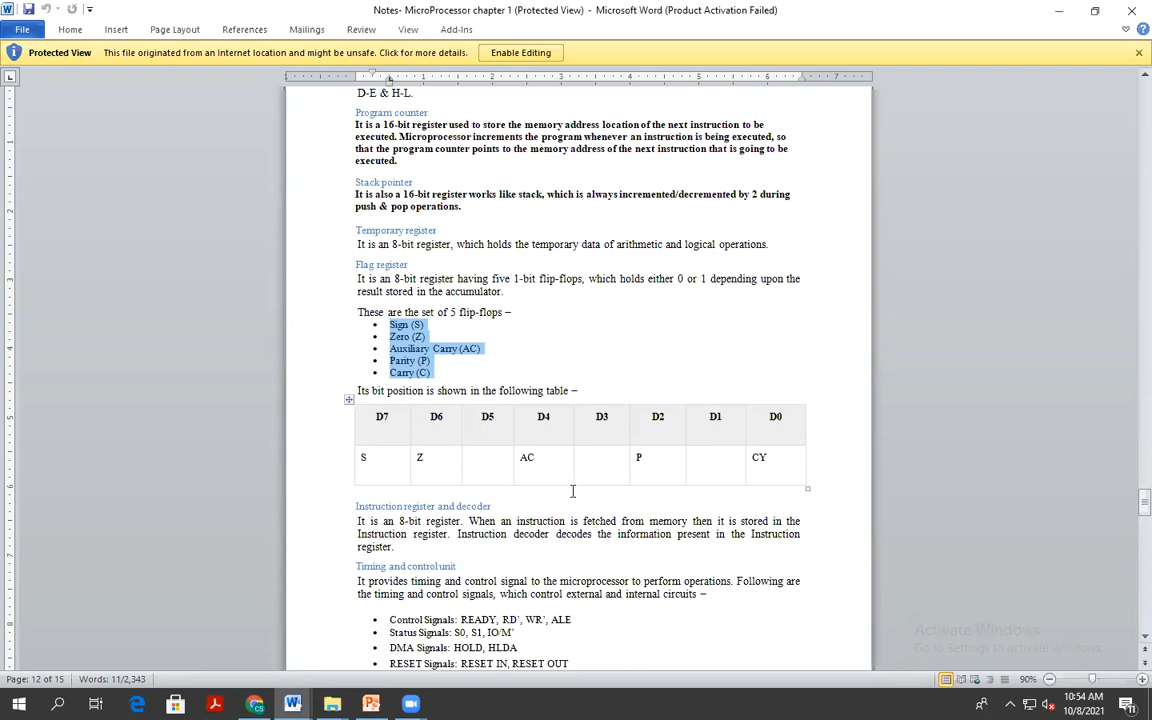 Notes- MicroProcessor chapter 1 (Protected View) - Microsoft Word (Product Activation Failed)
File Home Insert Page Layout References Mailings Review View Add-Ins
Protected View This file originated from an Internet location and might be unsafe. Click for more details. Enable Editing
1 1 2 3 4 5 6 7
D-E & H-L.
Program counter
It is a 16-bit register used to store the memory address location of the next instruction to be
executed. Microprocessor increments the program whenever an instruction is being executed, so
that the program counter points to the memory address of the next instruction that is going to be
executed.
Stack pointer
It is also a 16-bit register works like stack, which is always incremented/decremented by 2 during
push & pop operations.
Temporary register
It is an 8-bit register, which holds the temporary data of arithmetic and logical operations.
Flag register
It is an 8-bit register having five 1-bit flip-flops, which holds either 0 or 1 depending upon the
result stored in the accumulator.
These are the set of 5 flip-flops –
• Sign (S)
• Zero (Z)
• Auxiliary Carry (AC)
• Parity (P)
• Carry (C)
Its bit position is shown in the following table –
D7 D6 D5 D4 D3 D2 D1 D0
S Z AC P CY
Instruction register and decoder
It is an 8-bit register. When an instruction is fetched from memory then it is stored in the
Instruction register. Instruction decoder decodes the information present in the Instruction
register.
Timing and control unit
It provides timing and control signal to the microprocessor to perform operations. Following are
the timing and control signals, which control external and internal circuits –
• Control Signals: READY, RD’, WR’, ALE
• Status Signals: S0, S1, IO/M’
• DMA Signals: HOLD, HLDA
• RESET Signals: RESET IN, RESET OUT
Activate Windows
Go to Settings to activate Windows.
Page: 12 of 15 Words: 11/2,343 90%
10:54 AM
10/8/2021